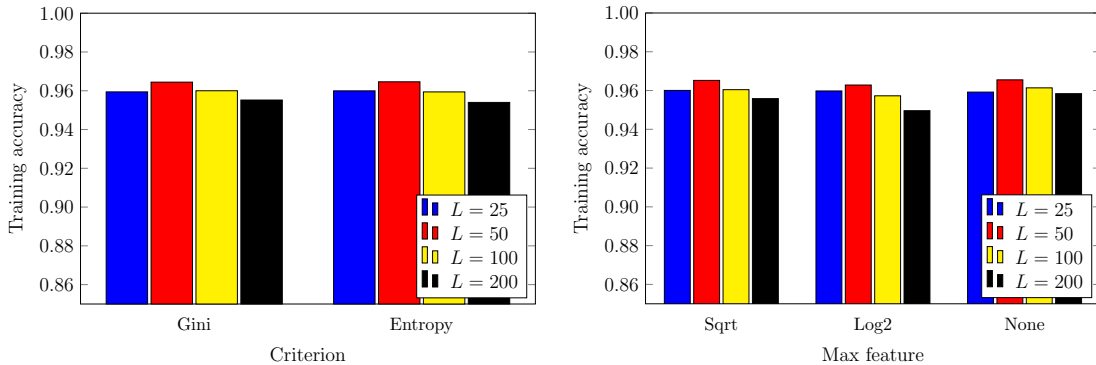 1.00
0.98
0.96
0.94
0.92
0.90
0.88
0.86
Training accuracy
Gini
Entropy
Criterion
L = 25
L = 50
L = 100
L = 200
1.00
0.98
0.96
0.94
0.92
0.90
0.88
0.86
Training accuracy
Sqrt
Log2
None
Max feature
L = 25
L = 50
L = 100
L = 200